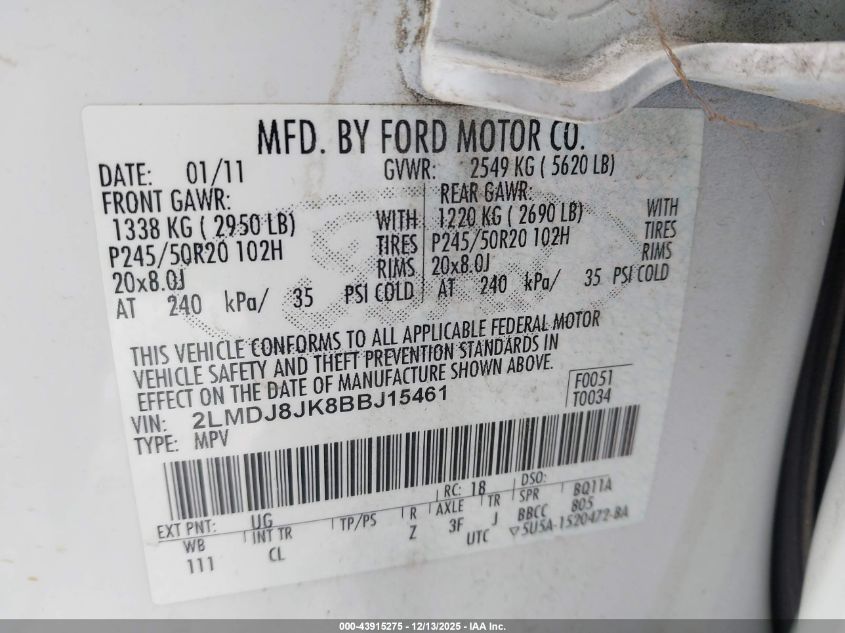 MFD. BY FORD MOTOR CO.
DATE: 01/11 GVWR: 2549 KG ( 5620 LB)
FRONT GAWR: REAR GAWR:
1338 KG ( 2950 LB) WITH 1220 KG ( 2690 LB) WITH
P245/50R20 102H TIRES P245/50R20 102H TIRES
20x8.0J RIMS 20x8.0J RIMS
AT 240 kPa/ 35 PSI COLD AT 240 kPa/ 35 PSI COLD
THIS VEHICLE CONFORMS TO ALL APPLICABLE FEDERAL MOTOR
VEHICLE SAFETY AND THEFT PREVENTION STANDARDS IN
EFFECT ON THE DATE OF MANUFACTURE SHOWN ABOVE.
VIN: 2LMDJ8JK8BBJ15461 F0051
TYPE: MPV T0034
RC: 18 DSO:
EXT PNT: UG BQ11A
WB INT TR TP/PS R AXLE TR SPR 805
111 CL Z 3F J BBCC
UTC ▽5U5A-1520472-BA
000-43915275 - 12/13/2025 - IAA Inc.